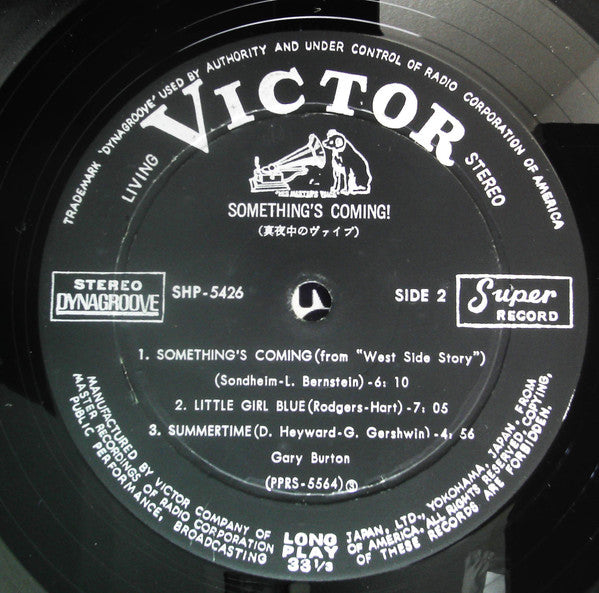 TRADEMARK "DYNAGROOVE" USED BY AUTHORITY AND UNDER CONTROL OF RADIO CORPORATION OF AMERICA
LIVING
VICTOR
STEREO
"HIS MASTER'S VOICE"
SOMETHING'S COMING!
(真夜中のヴァイブ)
STEREO
DYNAGROOVE
SHP-5426
SIDE 2
Super
RECORD
1. SOMETHING'S COMING (from "West Side Story")
(Sondheim-L. Bernstein)-6: 10
2. LITTLE GIRL BLUE (Rodgers-Hart)-7: 05
3. SUMMERTIME (D. Heyward-G. Gershwin)-4: 56
Gary Burton
(PPRS-5564) ③
MANUFACTURED BY VICTOR COMPANY OF JAPAN, LTD., YOKOHAMA, JAPAN, FROM
MASTER RECORDINGS OF RADIO CORPORATION OF AMERICA. ALL RIGHTS RESERVED. COPYING,
PUBLIC PERFORMANCE, BROADCASTING OF THESE RECORDS ARE FORBIDDEN.
LONG
PLAY
33 1/3